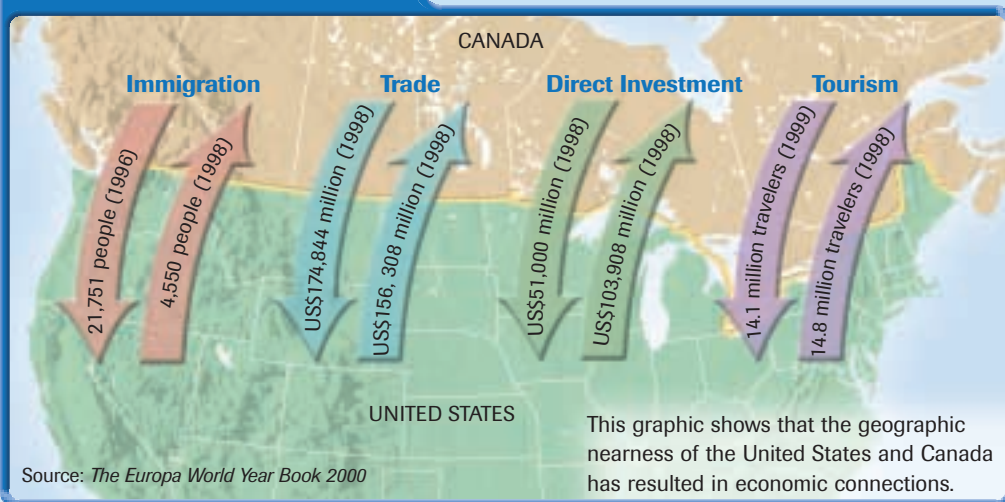 CANADA
Immigration
Trade
Direct Investment
Tourism
21,751 people (1996)
4,550 people (1998)
US$174,844 million (1998)
US$156, 308 million (1998)
US$51,000 million (1998)
US$103,908 million (1998)
14.1 million travelers (1999)
14.8 million travelers (1998)
UNITED STATES
This graphic shows that the geographic
nearness of the United States and Canada
has resulted in economic connections.
Source: The Europa World Year Book 2000